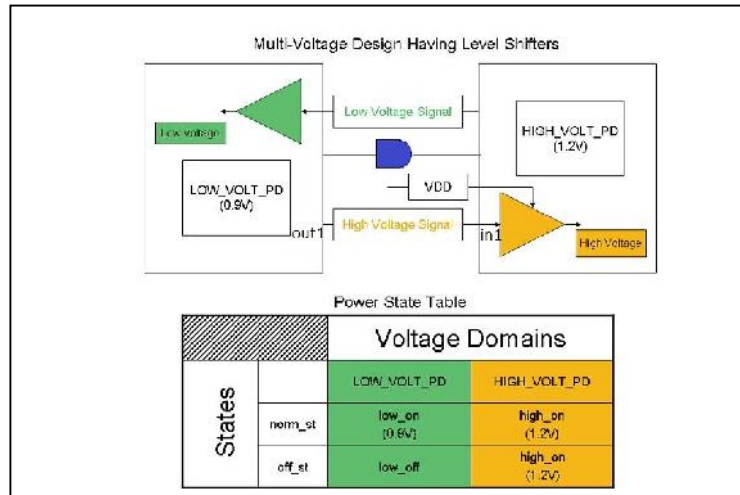 Multi-Voltage Design Having Level Shifters
Low Voltage Signal
Low Voltage
HIGH_VOLT_PD
(1.2V)
LOW_VOLT_PD
(0.9V)
VDD
out1
High Voltage Signal
in1
High Voltage
Power State Table
Voltage Domains
LOW_VOLT_PD
HIGH_VOLT_PD
States
norm_st
low_on
(0.9V)
high_on
(1.2V)
off_st
low_off
high_on
(1.2V)